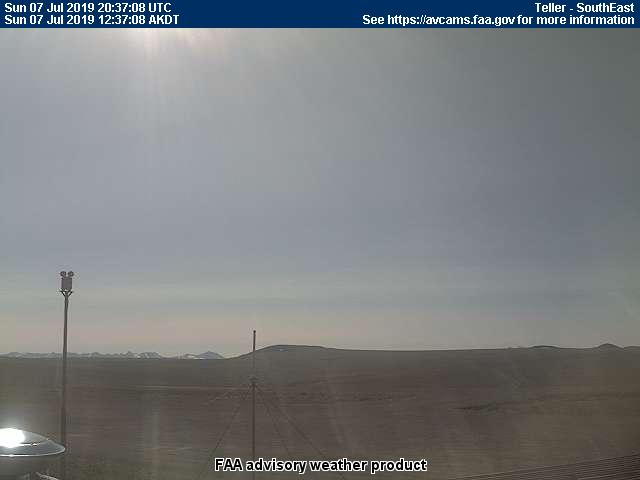 Sun 07 Jul 2019 20:37:08 UTC
Teller - SouthEast
Sun 07 Jul 2019 12:37:08 AKDT
See https://avcams.faa.gov for more information
FAA advisory weather product